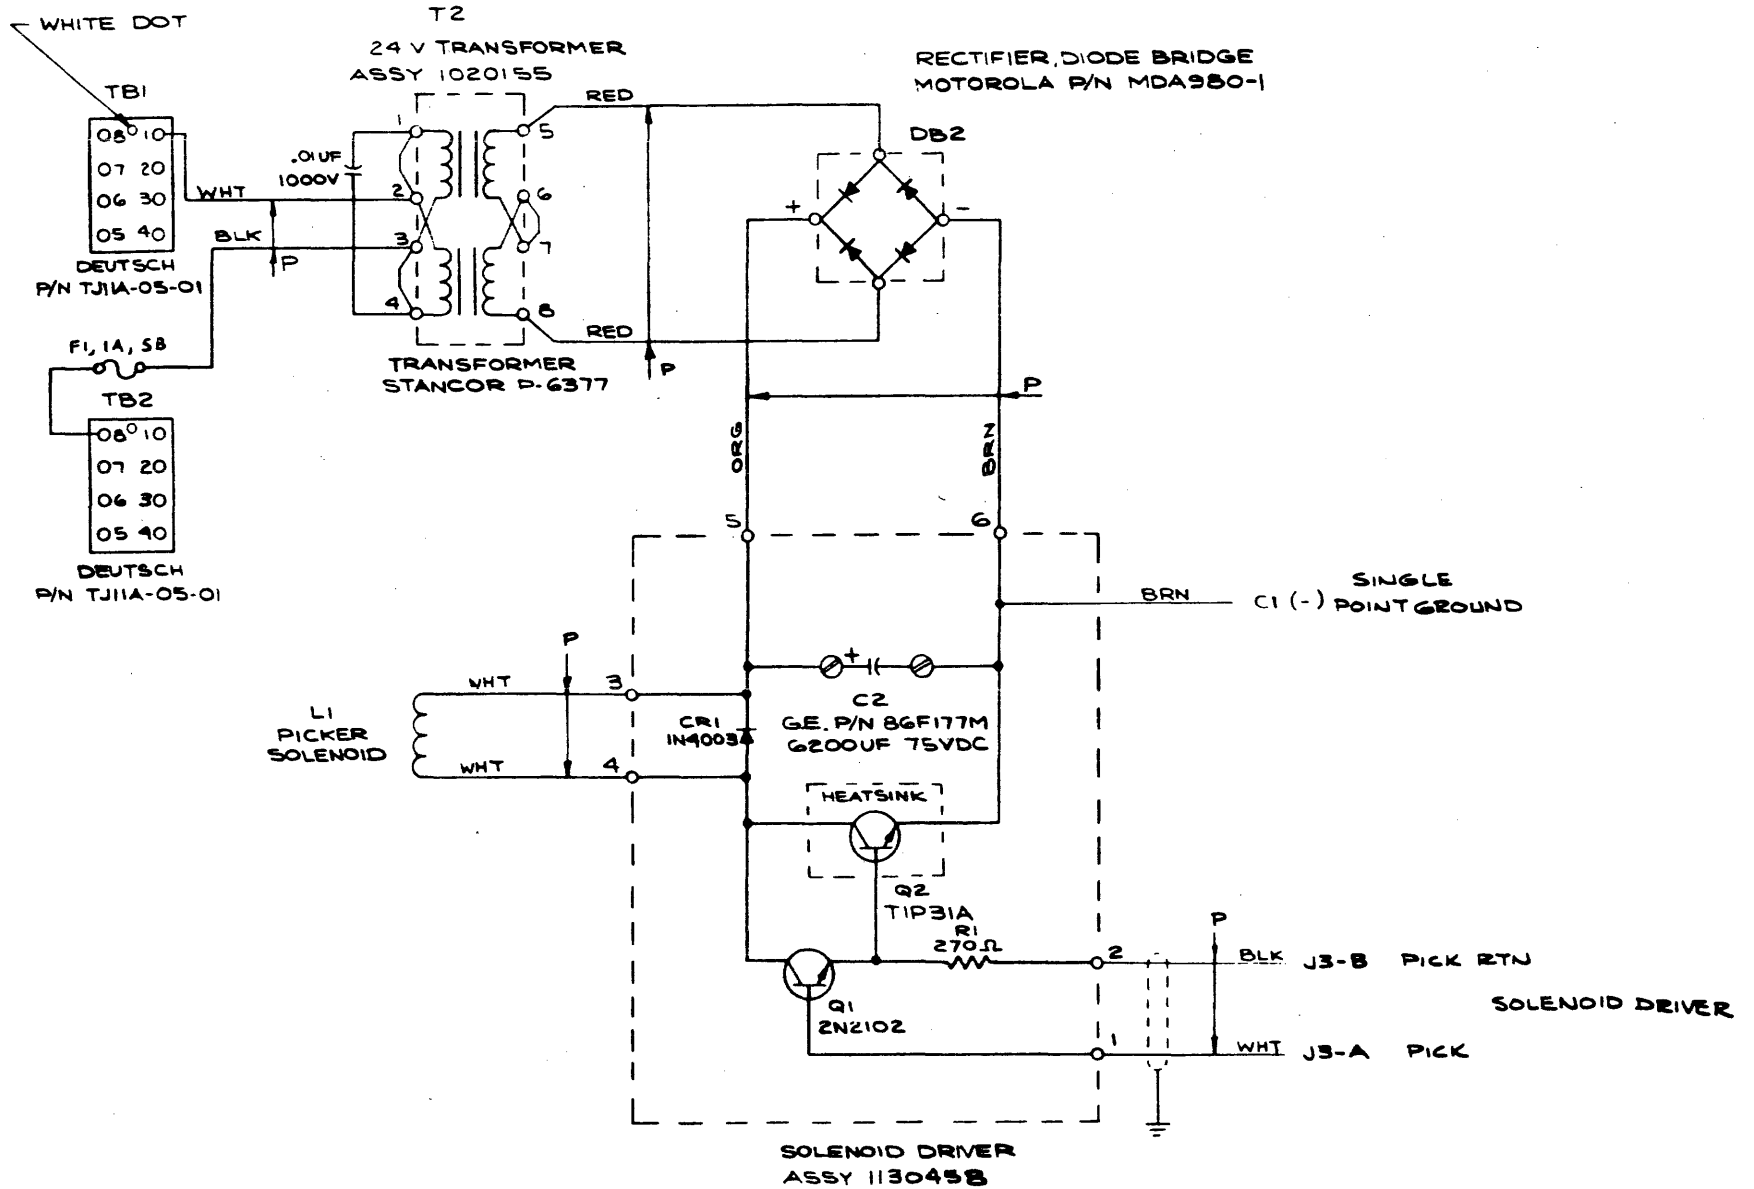 WHITE DOT
T2
24 V TRANSFORMER
ASSY 1020155
RECTIFIER, DIODE BRIDGE
MOTOROLA P/N MDA980-1
TB1
08 10
07 20
06 30
05 40
DEUTSCH
P/N TJ11A-05-01
WHT
BLK
P
.01UF
1000V
1
2
3
4
5
6
7
8
RED
RED
P
TRANSFORMER
STANCOR P-6377
DB2
+
-
F1, 1A, SB
TB2
08 10
07 20
06 30
05 40
DEUTSCH
P/N TJ11A-05-01
P
ORG
BRN
5
6
BRN
C1 (-)
SINGLE
POINT GROUND
P
WHT
3
L1
PICKER
SOLENOID
WHT
4
CR1
1N4003
+
C2
G.E. P/N 86F177M
6200UF 75VDC
HEATSINK
Q2
TIP31A
R1
270Ω
Q1
2N2102
2
1
P
BLK
J3-B PICK RTN
SOLENOID DRIVER
WHT
J3-A PICK
SOLENOID DRIVER
ASSY 1130458